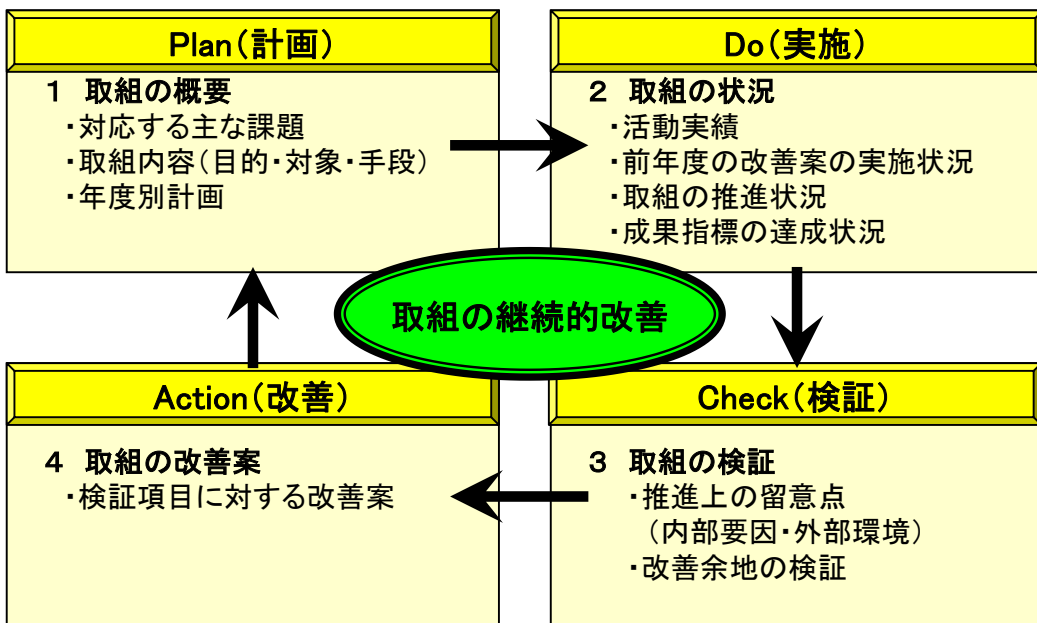 Plan(計画)
1 取組の概要
・対応する主な課題
・取組内容(目的・対象・手段)
・年度別計画
Do(実施)
2 取組の状況
・活動実績
・前年度の改善案の実施状況
・取組の推進状況
・成果指標の達成状況
取組の継続的改善
Check(検証)
3 取組の検証
・推進上の留意点
(内部要因・外部環境)
・改善余地の検証
Action(改善)
4 取組の改善案
・検証項目に対する改善案